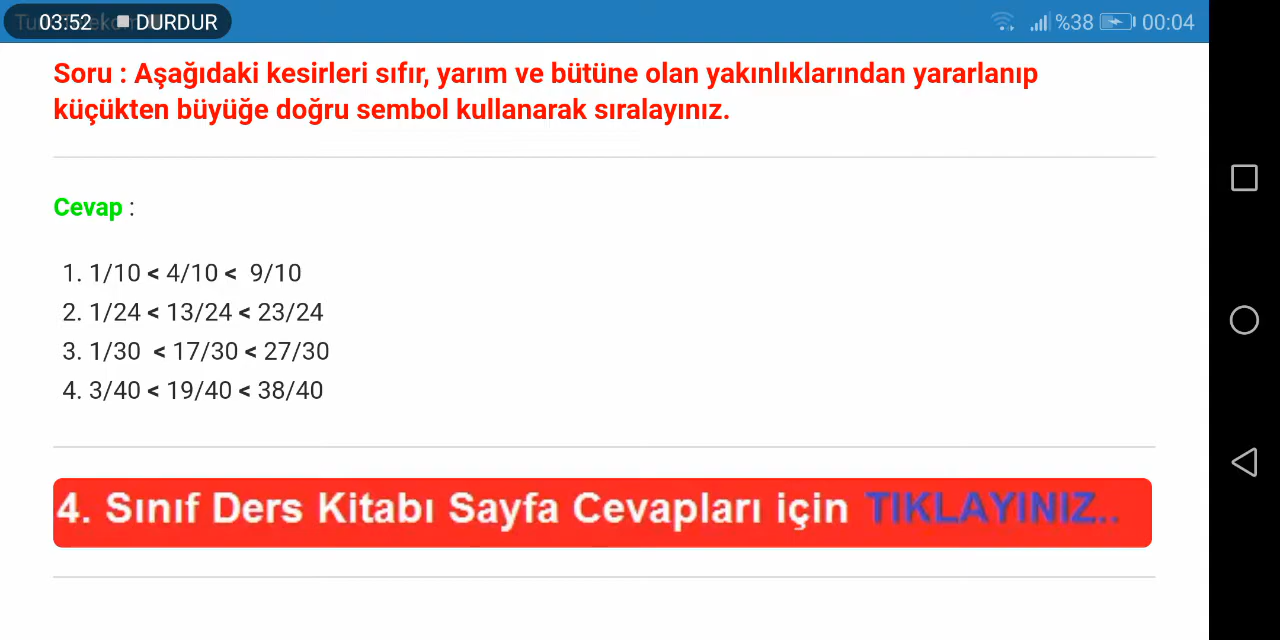 03:52 DURDUR %38 00:04
Soru : Aşağıdaki kesirleri sıfır, yarım ve bütüne olan yakınlıklarından yararlanıp
küçükten büyüğe doğru sembol kullanarak sıralayınız.
Cevap :
1. 1/10 < 4/10 < 9/10
2. 1/24 < 13/24 < 23/24
3. 1/30 < 17/30 < 27/30
4. 3/40 < 19/40 < 38/40
4. Sınıf Ders Kitabı Sayfa Cevapları için TIKLAYINIZ..